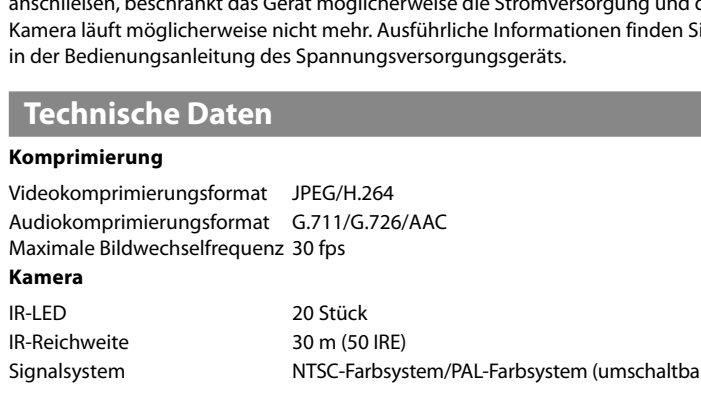 anschließen, beschränkt das Gerät möglicherweise die Stromversorgung und
Kamera läuft möglicherweise nicht mehr. Ausführliche Informationen finden
in der Bedienungsanleitung des Spannungsversorgungsgeräts.
Technische Daten
Komprimierung
Videokomprimierungsformat JPEG/H.264
Audiokomprimierungsformat G.711/G.726/AAC
Maximale Bildwechselfrequenz 30 fps
Kamera
IR-LED 20 Stück
IR-Reichweite 30 m (50 IRE)
Signalsystem NTSC-Farbsystem/PAL-Farbsystem (umschaltba